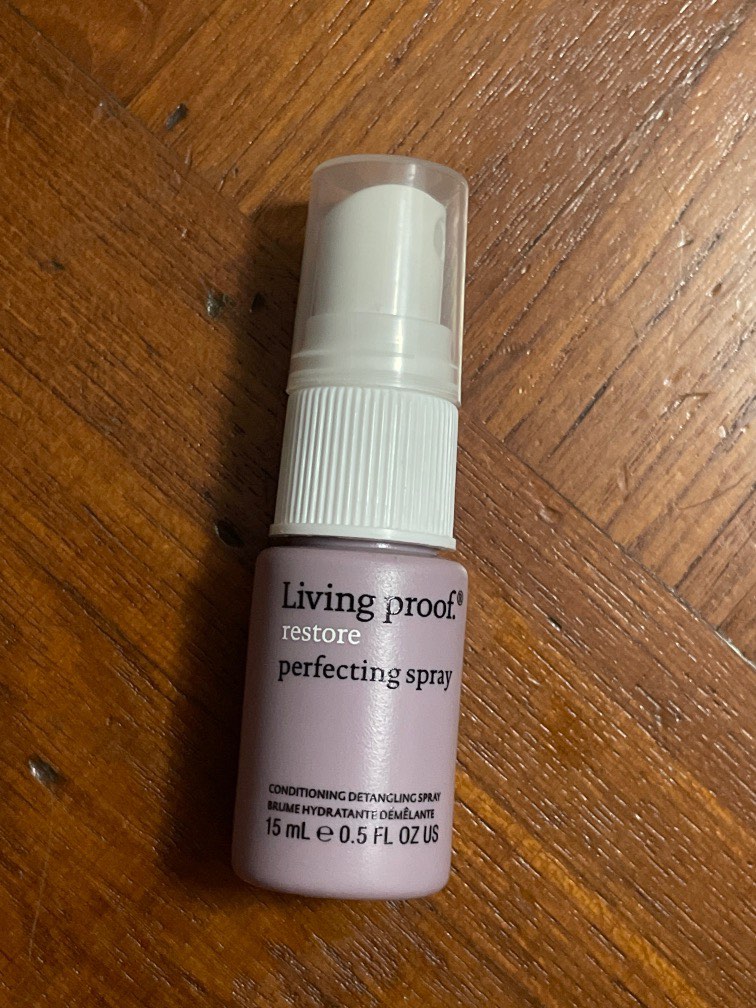 Living proof.®
restore
perfecting spray
CONDITIONING DETANGLING SPRAY
BRUME HYDRATANTE DÉMÊLANTE
15 mL ℮ 0.5 FL OZ US